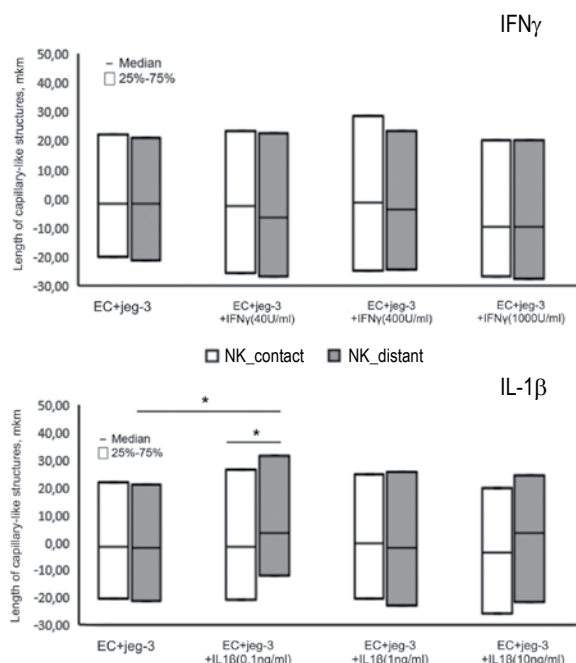 IFNγ
Length of capillary-like structures, mkm
50,00
40,00
30,00
20,00
10,00
0,00
-10,00
-20,00
-30,00
– Median
25%-75%
EC+jeg-3
EC+jeg-3
+IFNγ(40U/ml)
EC+jeg-3
+IFNγ(400U/ml)
EC+jeg-3
+IFNγ(1000U/ml)
NK_contact NK_distant
IL-1β
Length of capillary-like structures, mkm
50,00
40,00
30,00
20,00
10,00
0,00
-10,00
-20,00
-30,00
– Median
25%-75%
*
*
EC+jeg-3
EC+jeg-3
+IL1β(0,1ng/ml)
EC+jeg-3
+IL1β(1ng/ml)
EC+jeg-3
+IL1β(10ng/ml)